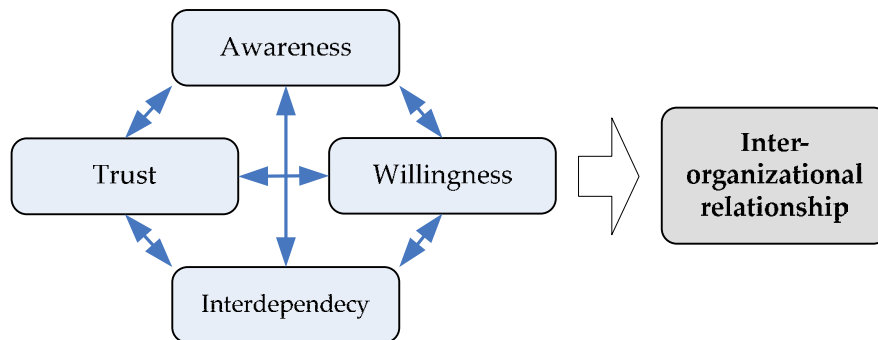 Awareness
Trust
Willingness
Interdependecy
Inter-
organizational
relationship